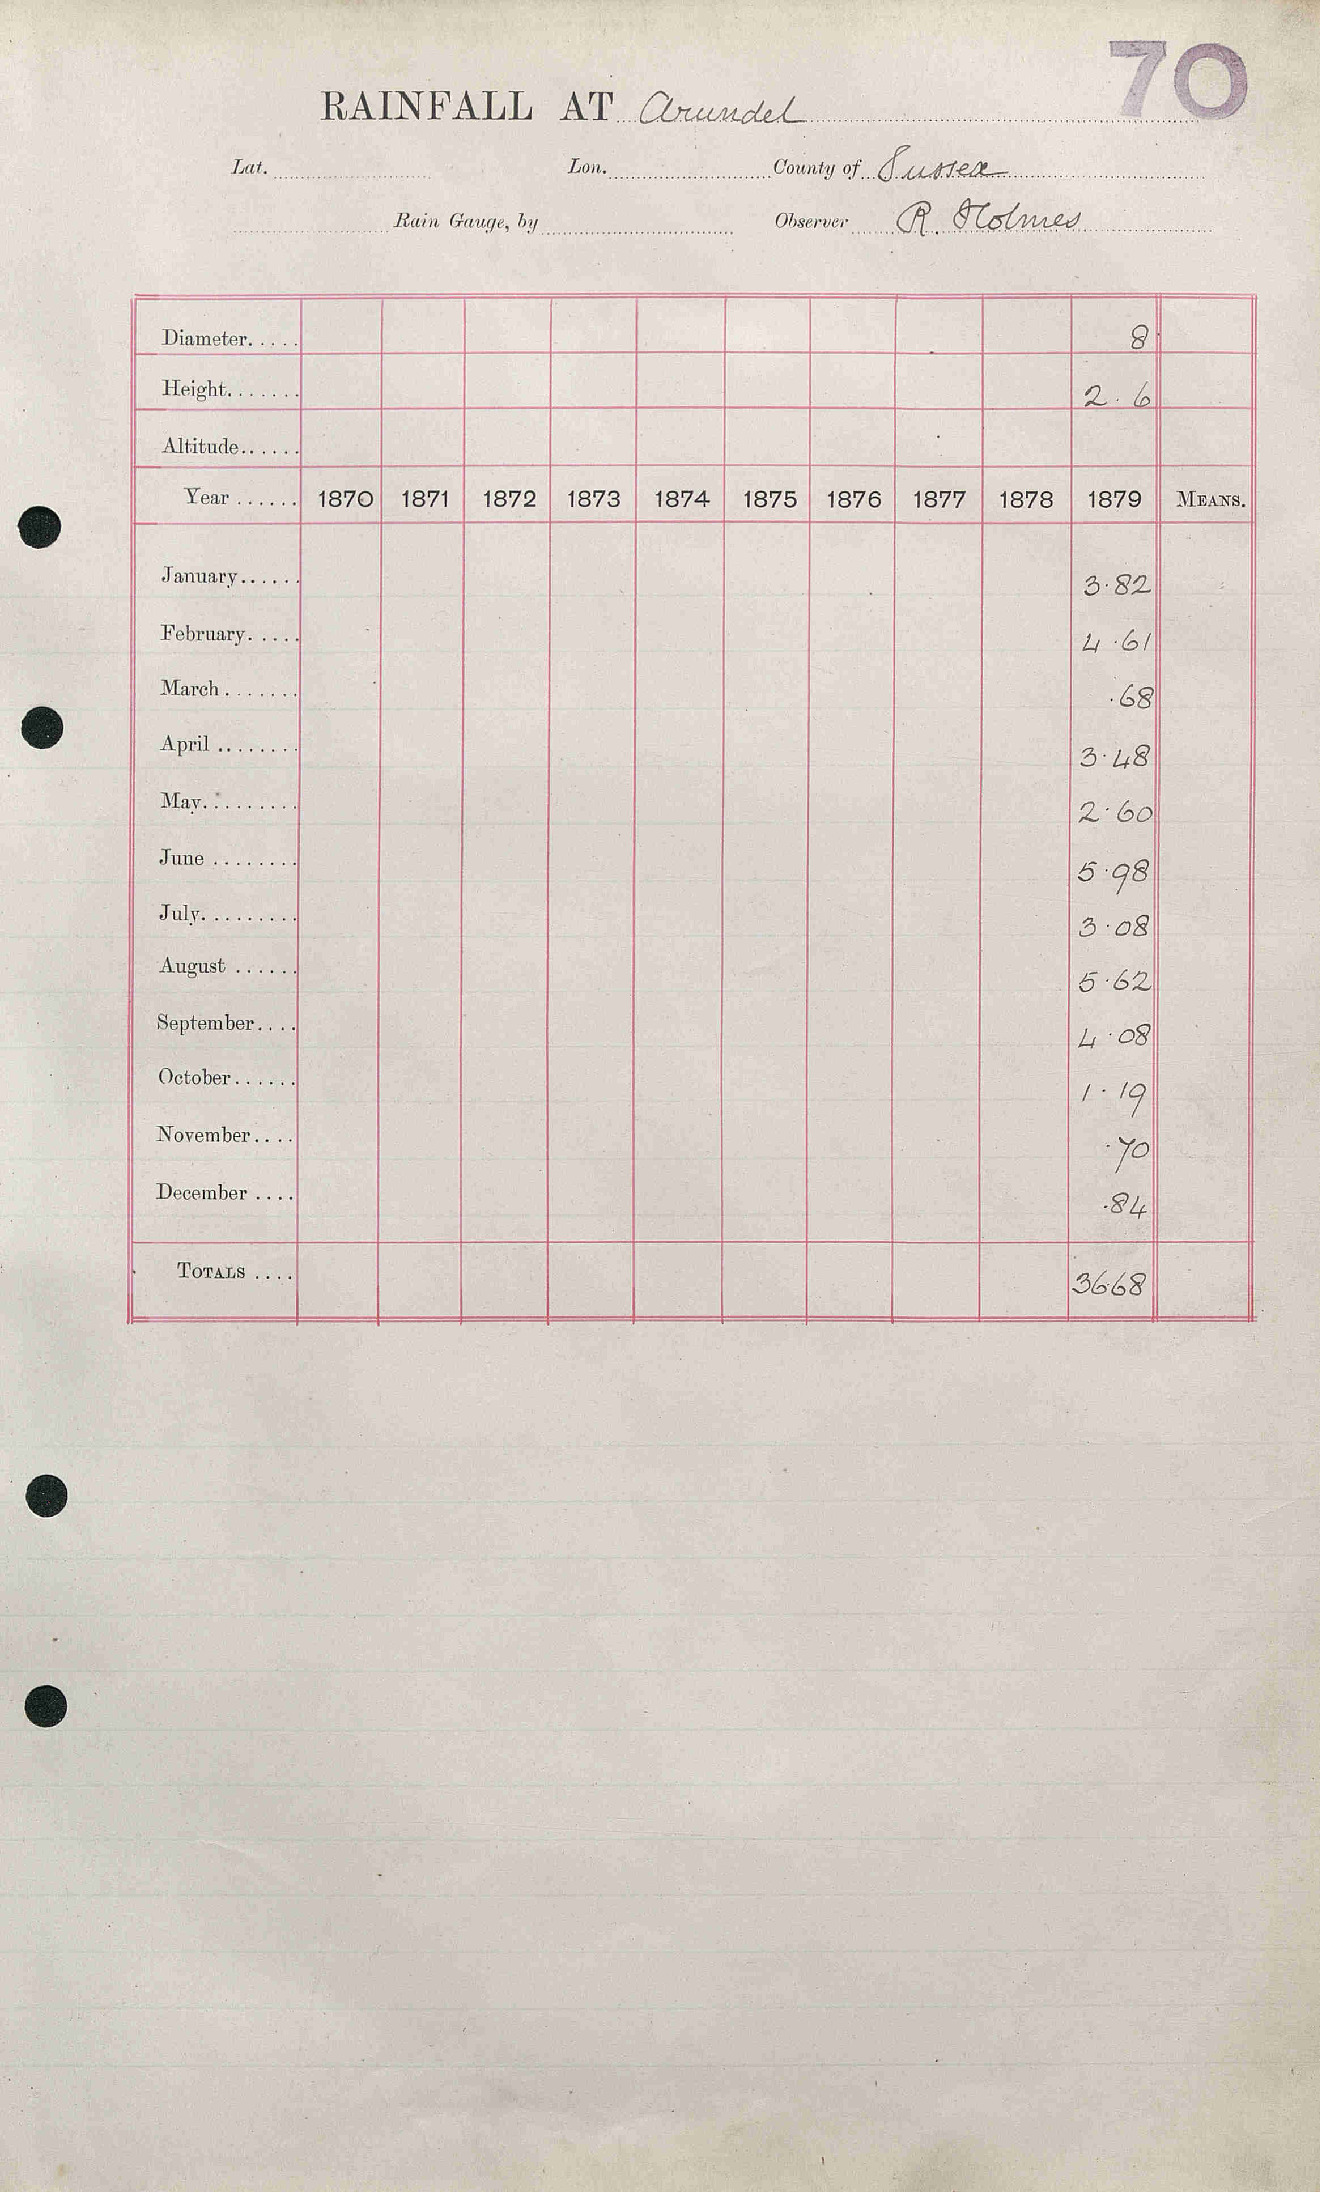 70
RAINFALL AT Arundel
Lat. Lon. County of Sussex
Rain Gauge, by Observer R. Holmes
Diameter..... 8
Height....... 2.6
Altitude......
Year ...... 1870 1871 1872 1873 1874 1875 1876 1877 1878 1879 MEANS.
January...... 3.82
February..... 4.61
March ....... .68
April ........ 3.48
May......... 2.60
June ........ 5.98
July......... 3.08
August ...... 5.62
September.... 4.08
October...... 1.19
November.... .70
December .... .84
TOTALS .... 36.68